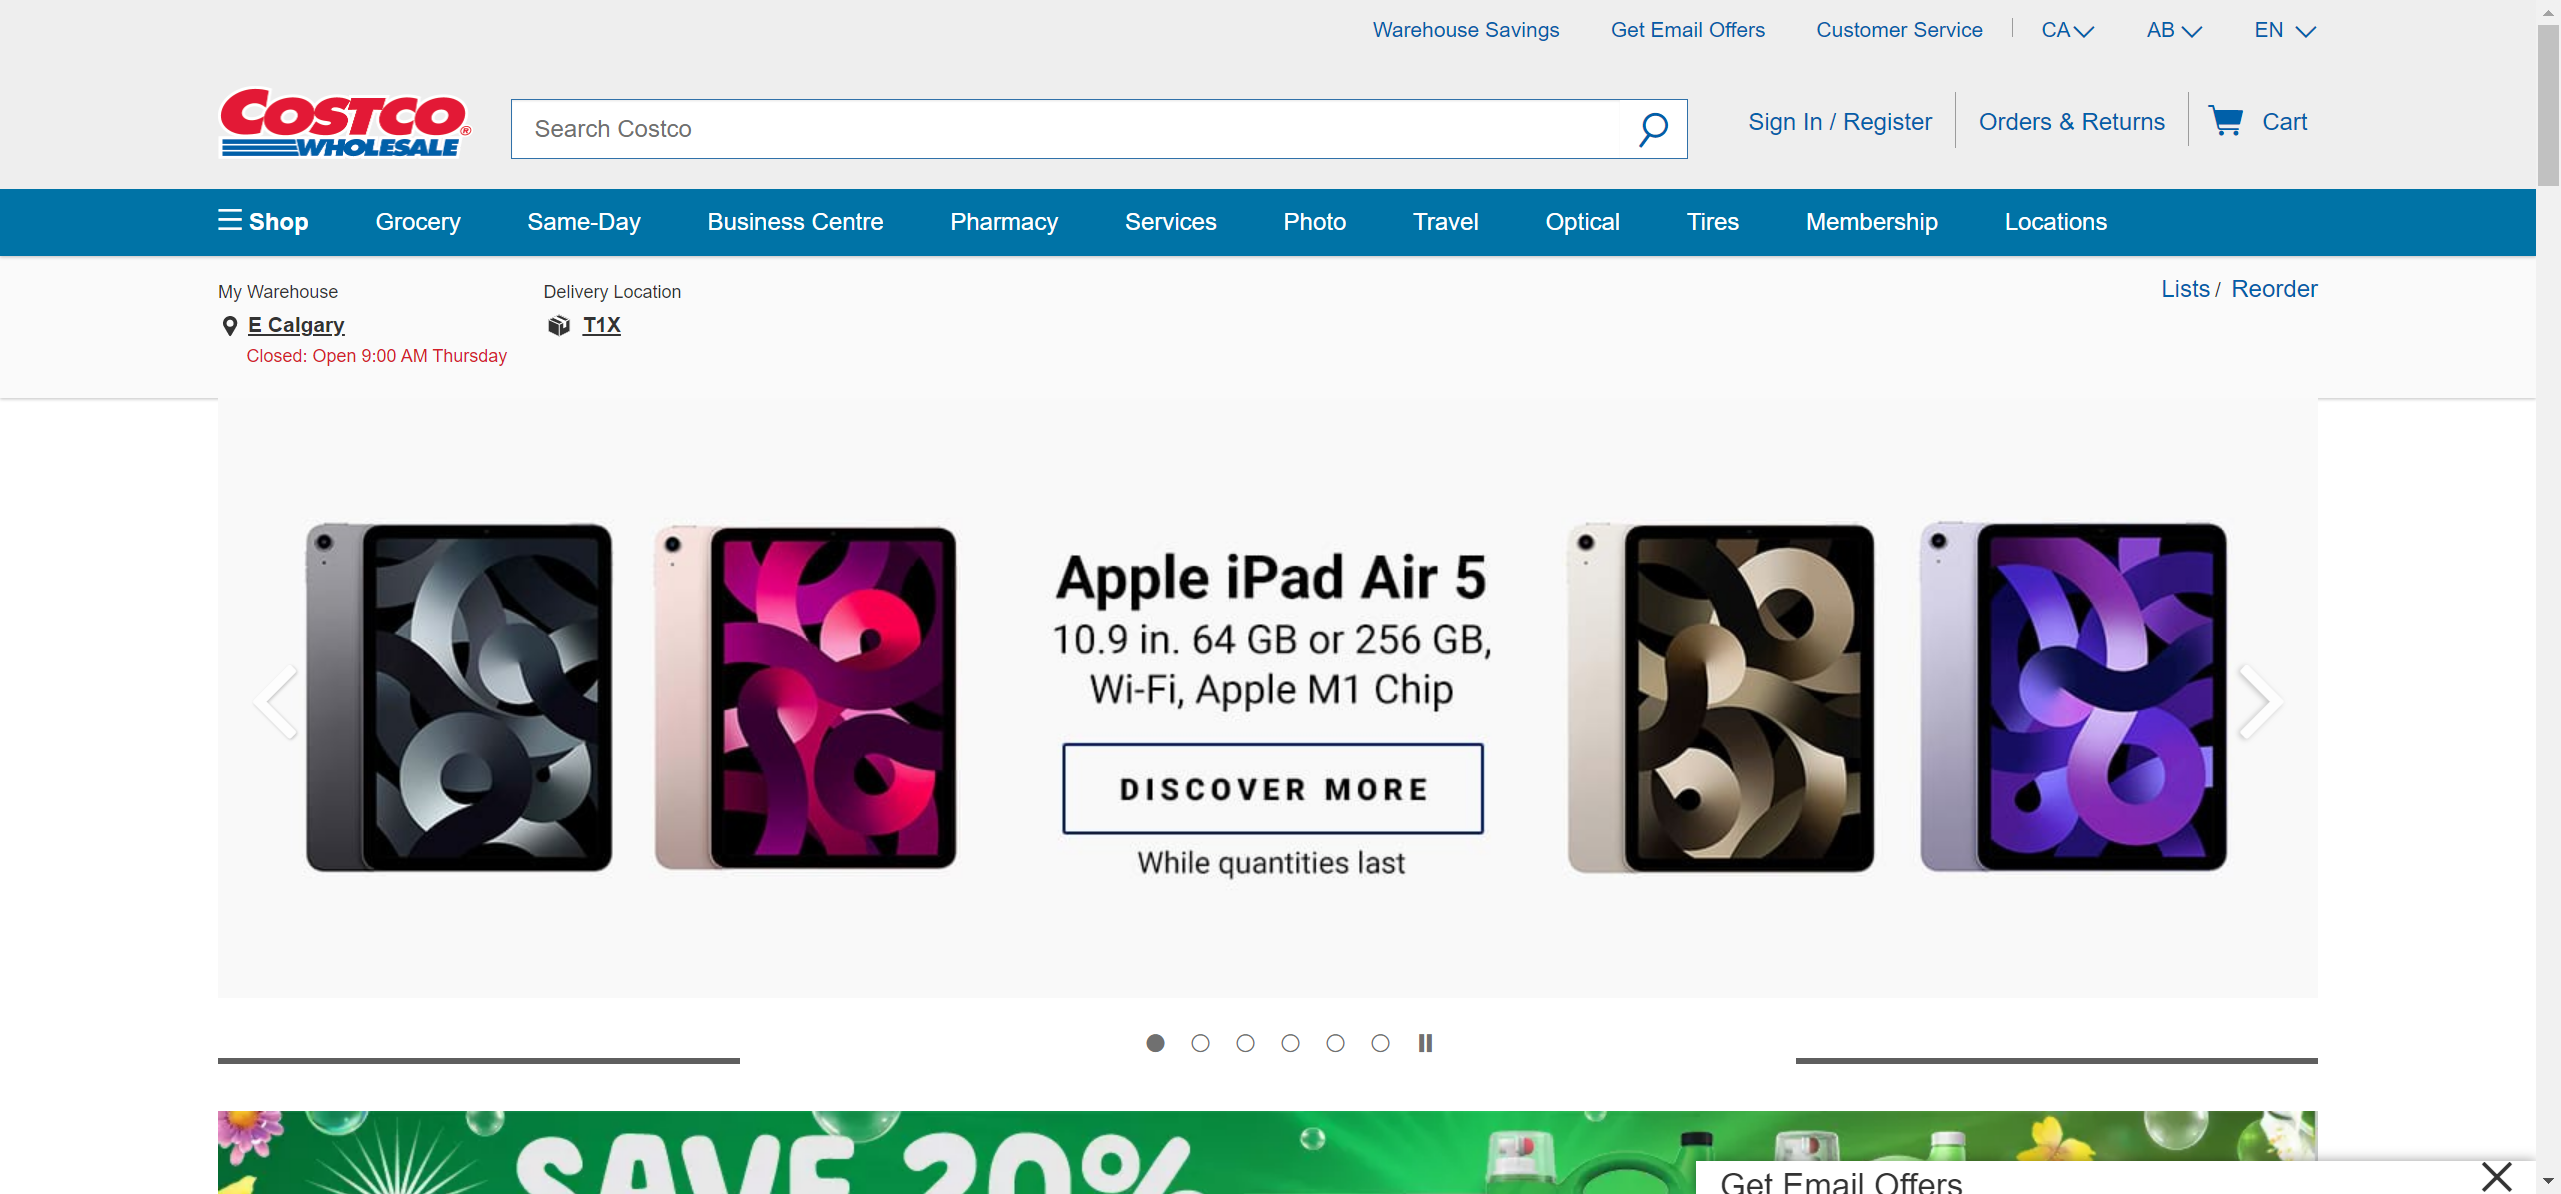 Warehouse Savings Get Email Offers Customer Service CA AB EN
COSTCO
WHOLESALE
Search Costco
Sign In / Register Orders & Returns Cart
Shop Grocery Same-Day Business Centre Pharmacy Services Photo Travel Optical Tires Membership Locations
My Warehouse Delivery Location
Lists / Reorder
E Calgary T1X
Closed: Open 9:00 AM Thursday
Apple iPad Air 5
10.9 in. 64 GB or 256 GB,
Wi-Fi, Apple M1 Chip
DISCOVER MORE
While quantities last
SAVE 20%
Get Email Offers